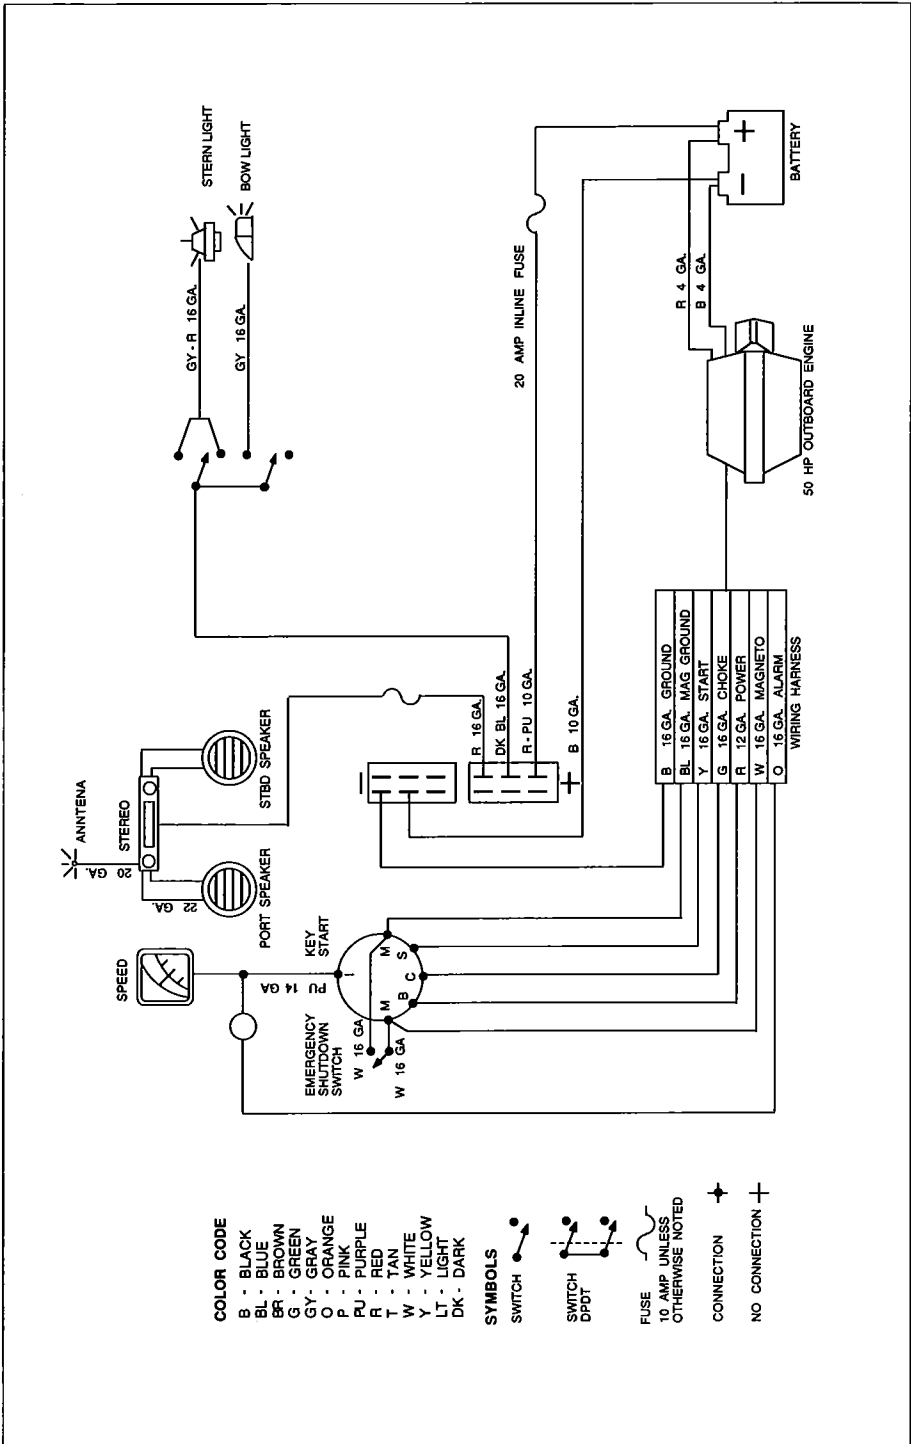 STERN LIGHT
BOW LIGHT
GY - R 16 GA.
GY 16 GA.
20 AMP INLINE FUSE
+
-
BATTERY
R 4 GA.
B 4 GA.
50 HP OUTBOARD ENGINE
ANNTENA
20 GA.
STEREO
STBD SPEAKER
22 GA.
PORT SPEAKER
SPEED
R 16 GA.
DK BL 16 GA.
R - PU 10 GA.
B 10 GA.
-
+
PU 14 GA
KEY
START
I
M
S
C
B
M
EMERGENCY
SHUTDOWN
SWITCH
W 16 GA
W 16 GA
B 16 GA. GROUND
BL 16 GA. MAG GROUND
Y 16 GA. START
G 16 GA. CHOKE
R 12 GA. POWER
W 16 GA. MAGNETO
O 16 GA. ALARM
WIRING HARNESS
COLOR CODE
B - BLACK
BL - BLUE
BR - BROWN
G - GREEN
GY - GRAY
O - ORANGE
P - PINK
PU - PURPLE
R - RED
T - TAN
W - WHITE
Y - YELLOW
LT - LIGHT
DK - DARK
SYMBOLS
SWITCH
SWITCH
DPDT
FUSE
10 AMP UNLESS
OTHERWISE NOTED
CONNECTION
NO CONNECTION